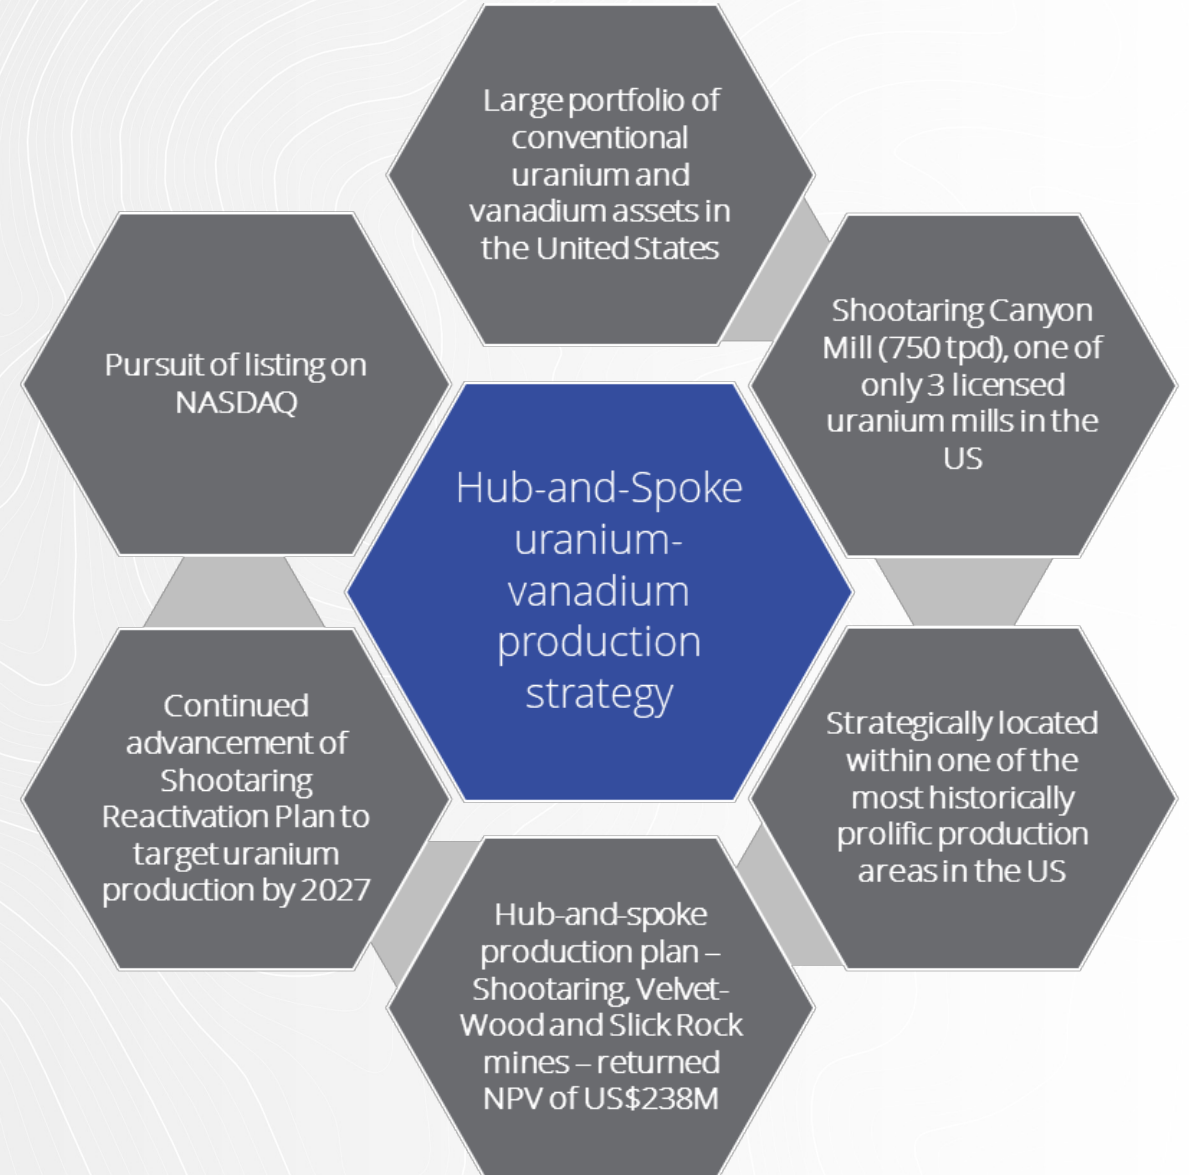 Large portfolio of
conventional
uranium and
vanadium assets in
the United States
Shootaring Canyon
Mill (750 tpd), one of
only 3 licensed
uranium mills in the
US
Strategically located
within one of the
most historically
prolific production
areas in the US
Hub-and-spoke
production plan –
Shootaring, Velvet-
Wood and Slick Rock
mines – returned
NPV of US$238M
Continued
advancement of
Shootaring
Reactivation Plan to
target uranium
production by 2027
Pursuit of listing on
NASDAQ
Hub-and-Spoke
uranium-
vanadium
production
strategy